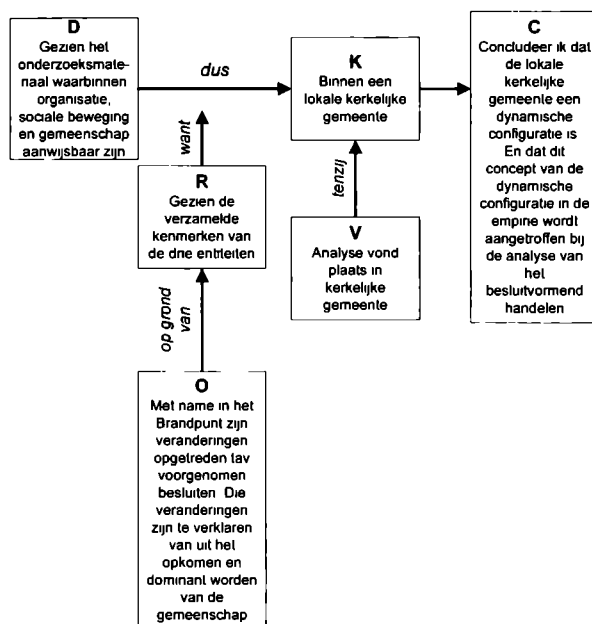 D
Gezien het
onderzoeksmate-
riaal waarbinnen
organisatie,
sociale beweging
en gemeenschap
aanwijsbaar zijn
dus
K
Binnen een
lokale kerkelijke
gemeente
C
Concludeer ik dat
de lokale
kerkelijke
gemeente een
dynamische
configuratie is
En dat dit
concept van de
dynamische
configuratie in de
empirie wordt
aangetroffen bij
de analyse van
het
besluitvormend
handelen
want
R
Gezien de
verzamelde
kenmerken van
de drie entiteiten
tenzij
V
Analyse vond
plaats in
kerkelijke
gemeente
op grond
van
O
Met name in het
Brandpunt zijn
veranderingen
opgetreden tav
voorgenomen
besluiten Die
veranderingen
zijn te verklaren
van uit het
opkomen en
dominant worden
van de
gemeenschap